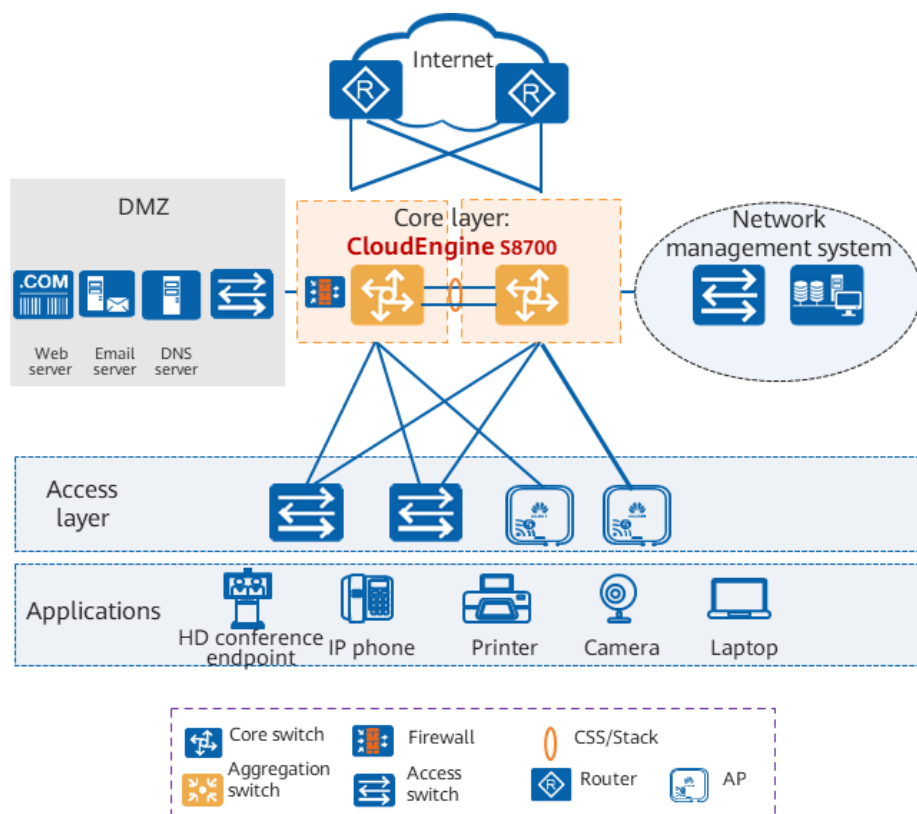 Internet
R
R
DMZ
.COM
Web
server
Email
server
DNS
server
Core layer:
CloudEngine S8700
Network
management system
Access
layer
Applications
HD conference
endpoint
IP phone
Printer
Camera
Laptop
Core switch
Firewall
CSS/Stack
Aggregation
switch
Access
switch
R
Router
AP